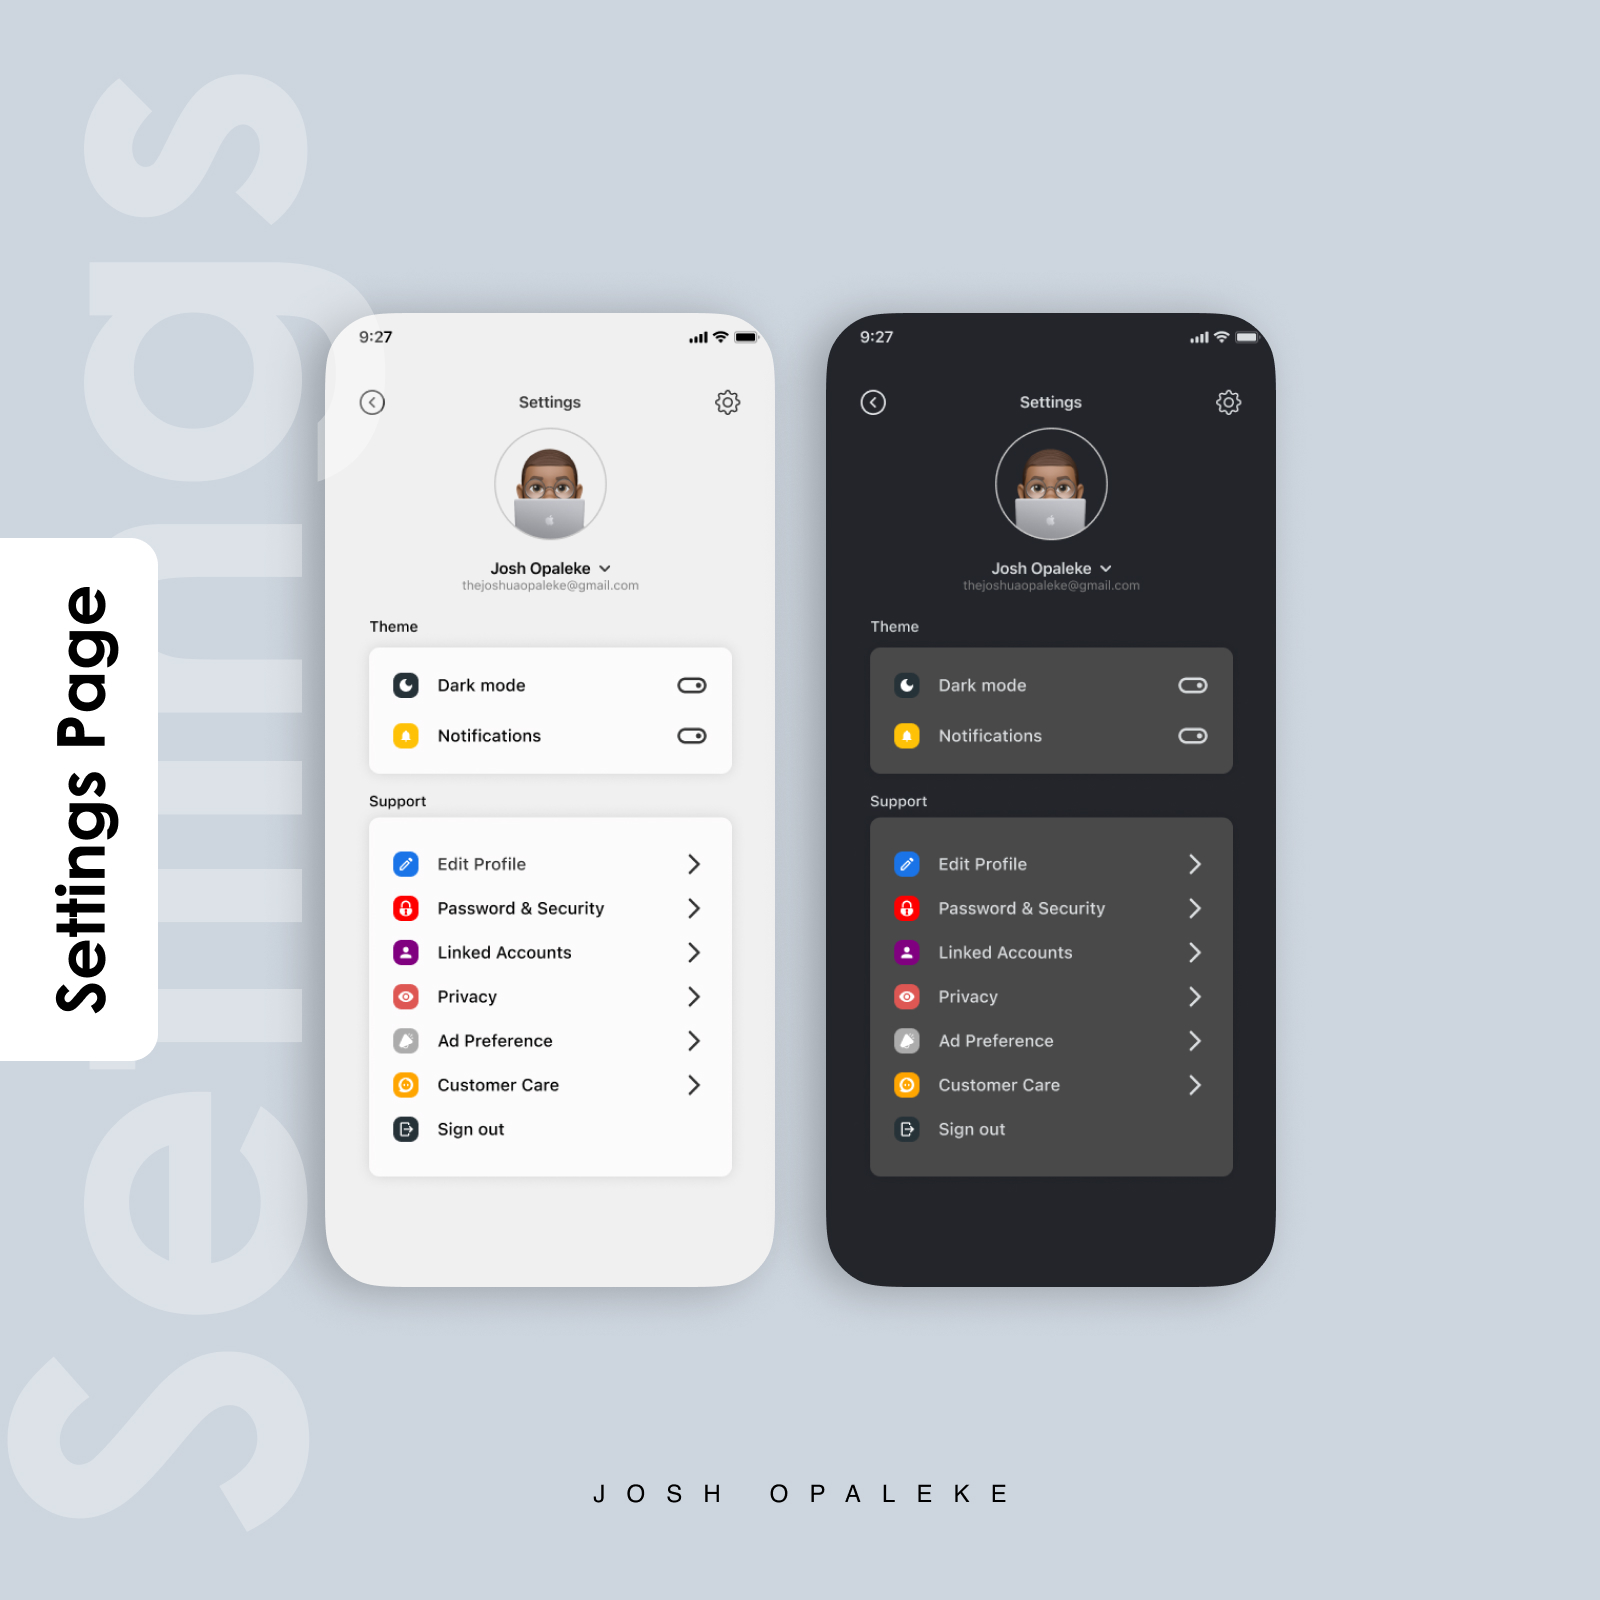 Settings
Settings Page
9:27
Settings
Josh Opaleke
thejoshuaopaleke@gmail.com
Theme
Dark mode
Notifications
Support
Edit Profile
Password & Security
Linked Accounts
Privacy
Ad Preference
Customer Care
Sign out
9:27
Settings
Josh Opaleke
thejoshuaopaleke@gmail.com
Theme
Dark mode
Notifications
Support
Edit Profile
Password & Security
Linked Accounts
Privacy
Ad Preference
Customer Care
Sign out
JOSH OPALEKE